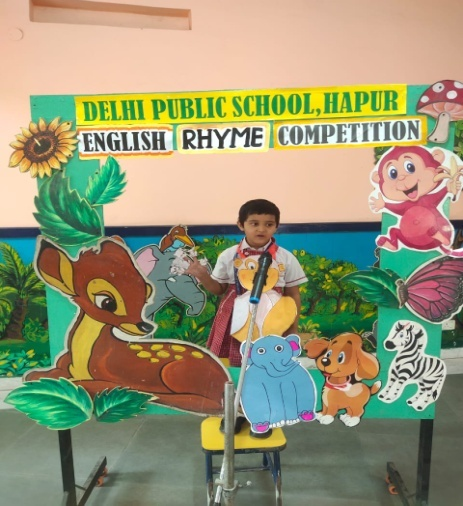 DELHI PUBLIC SCHOOL, HAPUR
ENGLISH RHYME COMPETITION